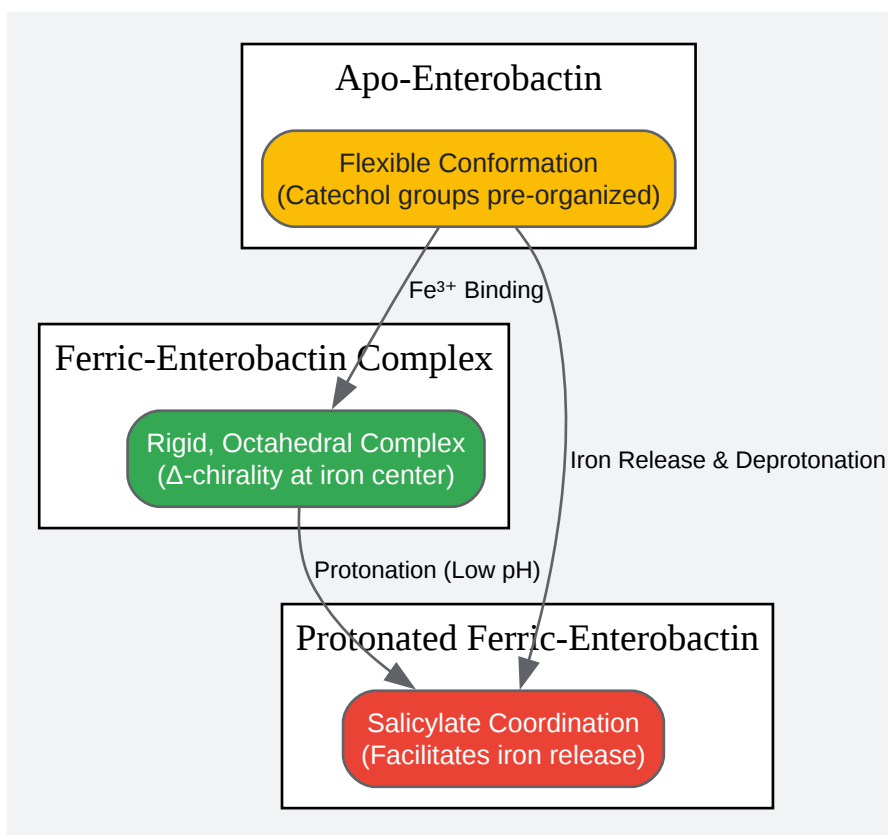 Apo-Enterobactin
Flexible Conformation
(Catechol groups pre-organized)
Fe³⁺ Binding
Ferric-Enterobactin Complex
Rigid, Octahedral Complex
(Δ-chirality at iron center)
Iron Release & Deprotonation
Protonation (Low pH)
Protonated Ferric-Enterobactin
Salicylate Coordination
(Facilitates iron release)